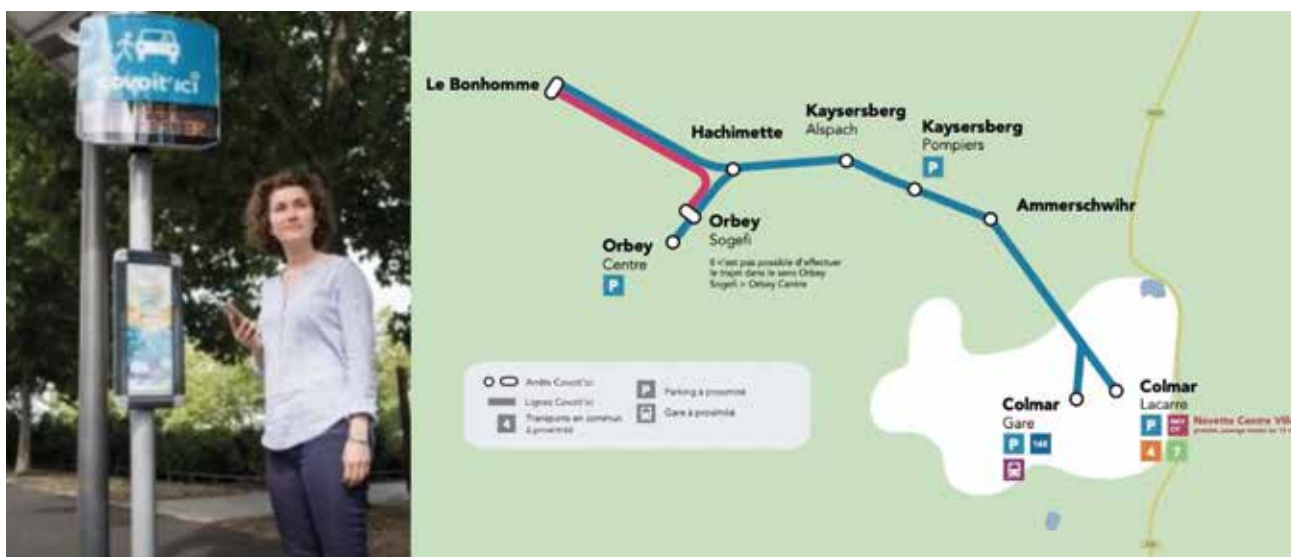 covoit'ici
Le Bonhomme
Hachimette
Kaysersberg
Alspach
Kaysersberg
Pompiers
P
Ammerschwihr
Orbey
Sogefi
Il n'est pas possible d'effectuer
le trajet dans le sens Orbey
Sogefi > Orbey Centre
Orbey
Centre
P
Arrêts Covoit'ici
Lignes Covoit'ici
4
Transports en commun
à proximité
P
Parking à proximité
Gare à proximité
Colmar
Gare
P
Colmar
Lacarre
P
Navette Centre Vill
4
7